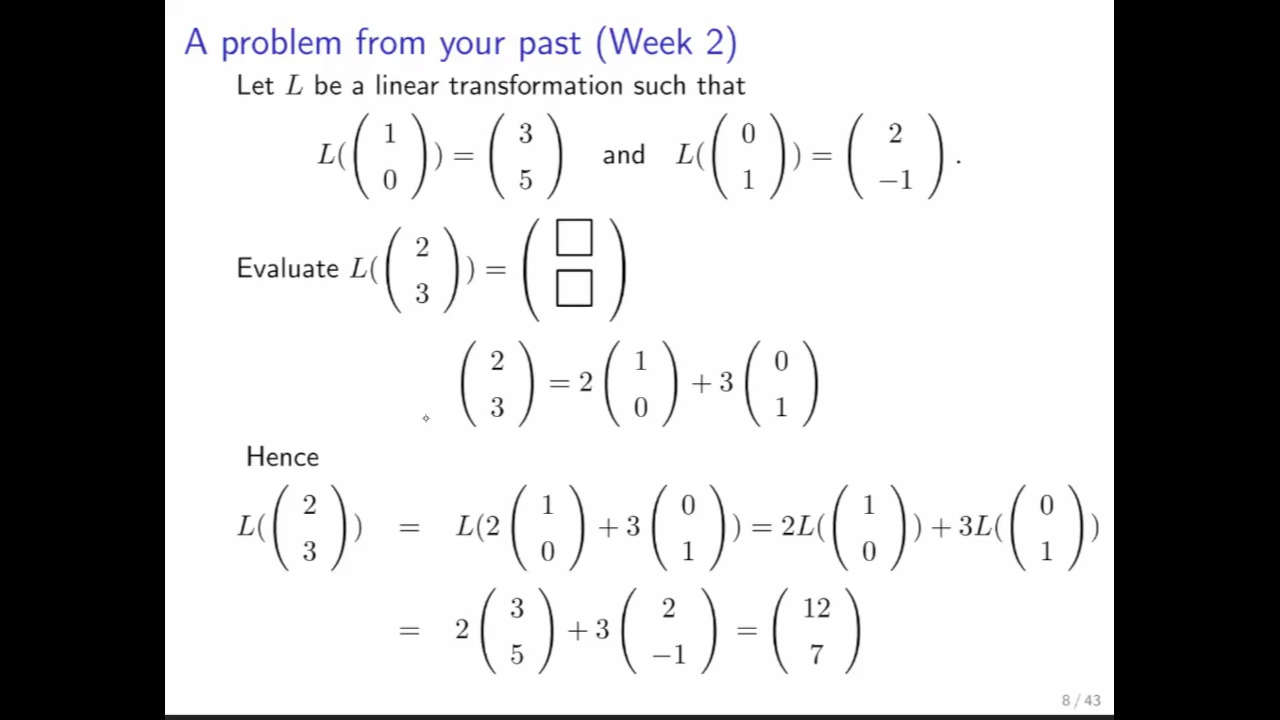 A problem from your past (Week 2)
Let L be a linear transformation such that
L( ( 1 0 ) ) = ( 3 5 ) and L( ( 0 1 ) ) = ( 2 −1 ) .
Evaluate L( ( 2 3 ) ) = ( □ □ )
( 2 3 ) = 2 ( 1 0 ) + 3 ( 0 1 )
Hence
L( ( 2 3 ) ) = L(2 ( 1 0 ) + 3 ( 0 1 ) ) = 2L( ( 1 0 ) ) + 3L( ( 0 1 ) )
= 2 ( 3 5 ) + 3 ( 2 −1 ) = ( 12 7 )
8 / 43